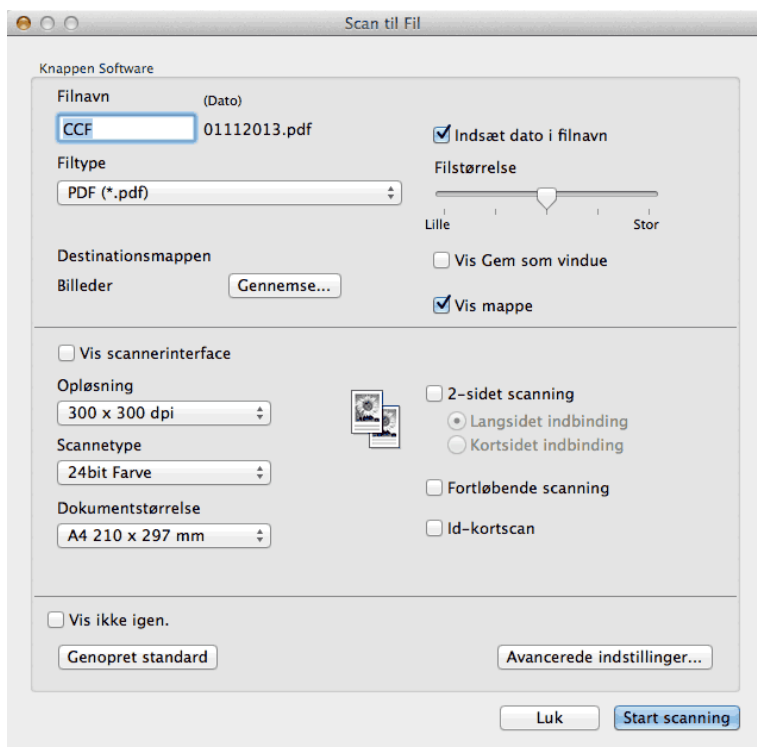 Scan til Fil
Knappen Software
Filnavn
(Dato)
CCF
01112013.pdf
Indsæt dato i filnavn
Filtype
PDF (*.pdf)
Filstørrelse
Lille
Stor
Destinationsmappen
Billeder
Gennemse...
Vis Gem som vindue
Vis mappe
Vis scannerinterface
Opløsning
300 x 300 dpi
Scannetype
24bit Farve
Dokumentstørrelse
A4 210 x 297 mm
2-sidet scanning
Langsidet indbinding
Kortsidet indbinding
Fortløbende scanning
Id-kortscan
Vis ikke igen.
Genopret standard
Avancerede indstillinger...
Luk
Start scanning